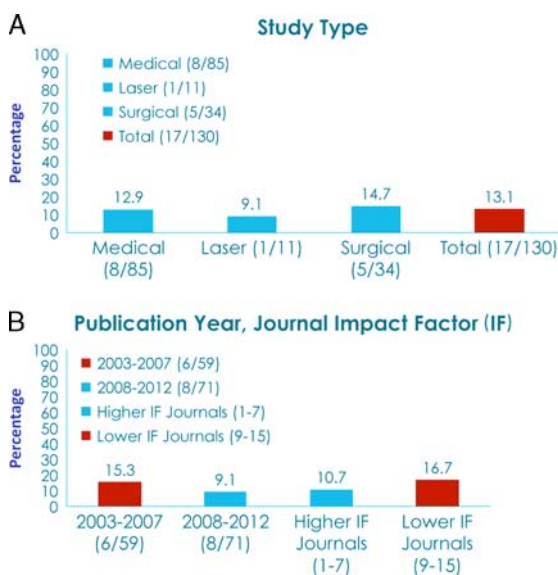 A
Study Type
Percentage
100
90
80
70
60
50
40
30
20
10
0
Medical (8/85)
Laser (1/11)
Surgical (5/34)
Total (17/130)
12.9
9.1
14.7
13.1
Medical
(8/85)
Laser (1/11)
Surgical
(5/34)
Total (17/130)
B
Publication Year, Journal Impact Factor (IF)
Percentage
100
90
80
70
60
50
40
30
20
10
0
2003-2007 (6/59)
2008-2012 (8/71)
Higher IF Journals (1-7)
Lower IF Journals (9-15)
15.3
9.1
10.7
16.7
2003-2007
(6/59)
2008-2012
(8/71)
Higher IF
Journals
(1-7)
Lower IF
Journals
(9-15)